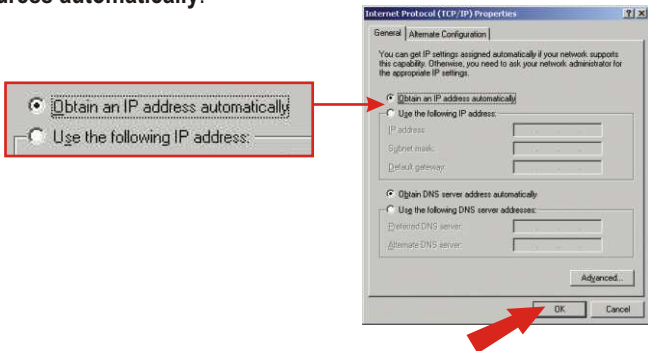 dress automatically.
Obtain an IP address automatically
Use the following IP address:
Internet Protocol (TCP/IP) Properties
General
Alternate Configuration
You can get IP settings assigned automatically if your network supports
this capability. Otherwise, you need to ask your network administrator for
the appropriate IP settings.
Obtain an IP address automatically
Use the following IP address:
IP address:
Subnet mask:
Default gateway:
Obtain DNS server address automatically
Use the following DNS server addresses:
Preferred DNS server:
Alternate DNS server:
Advanced...
OK
Cancel